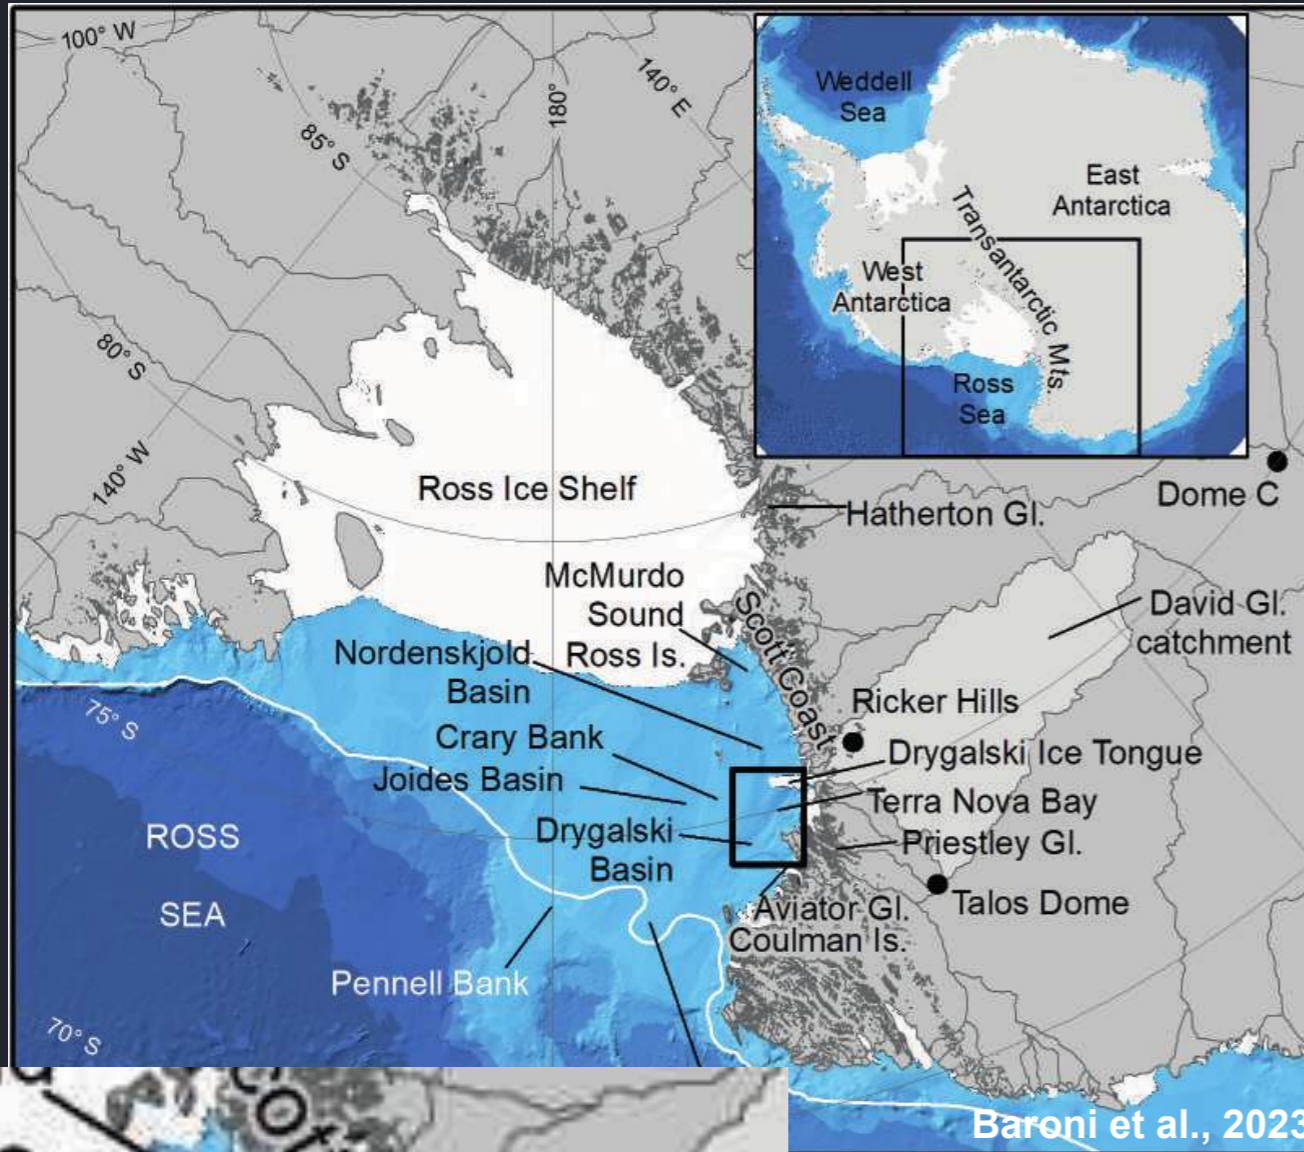 100° W
85° S
180°
140° E
80° S
140° W
75° S
70° S
Weddell
Sea
East
Antarctica
Transantarctic Mts.
West
Antarctica
Ross
Sea
Ross Ice Shelf
Hatherton Gl.
Dome C
McMurdo
Sound
Scott Coast
David Gl.
catchment
Nordenskjold
Basin
Ross Is.
Ricker Hills
Crary Bank
Drygalski Ice Tongue
Joides Basin
Terra Nova Bay
Drygalski
Basin
Priestley Gl.
ROSS
SEA
Talos Dome
Aviator Gl.
Coulman Is.
Pennell Bank
Baroni et al., 2023